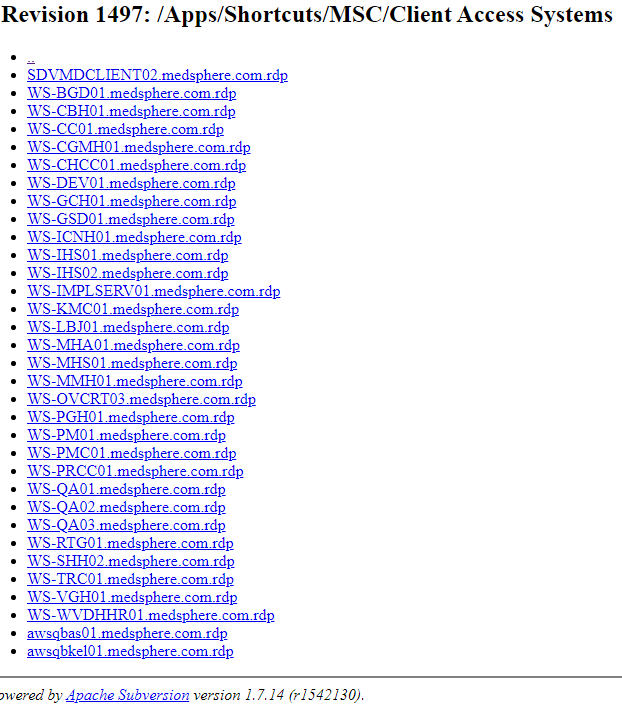 Revision 1497: /Apps/Shortcuts/MSC/Client Access Systems
..
SDVMDCLIENT02.medsphere.com.rdp
WS-BGD01.medsphere.com.rdp
WS-CBH01.medsphere.com.rdp
WS-CC01.medsphere.com.rdp
WS-CGMH01.medsphere.com.rdp
WS-CHCC01.medsphere.com.rdp
WS-DEV01.medsphere.com.rdp
WS-GCH01.medsphere.com.rdp
WS-GSD01.medsphere.com.rdp
WS-ICNH01.medsphere.com.rdp
WS-IHS01.medsphere.com.rdp
WS-IHS02.medsphere.com.rdp
WS-IMPLSERV01.medsphere.com.rdp
WS-KMC01.medsphere.com.rdp
WS-LBJ01.medsphere.com.rdp
WS-MHA01.medsphere.com.rdp
WS-MHS01.medsphere.com.rdp
WS-MMH01.medsphere.com.rdp
WS-OVCRT03.medsphere.com.rdp
WS-PGH01.medsphere.com.rdp
WS-PM01.medsphere.com.rdp
WS-PMC01.medsphere.com.rdp
WS-PRCC01.medsphere.com.rdp
WS-QA01.medsphere.com.rdp
WS-QA02.medsphere.com.rdp
WS-QA03.medsphere.com.rdp
WS-RTG01.medsphere.com.rdp
WS-SHH02.medsphere.com.rdp
WS-TRC01.medsphere.com.rdp
WS-VGH01.medsphere.com.rdp
WS-WVDHHR01.medsphere.com.rdp
awsqbas01.medsphere.com.rdp
awsqbkel01.medsphere.com.rdp
owered by Apache Subversion version 1.7.14 (r1542130).